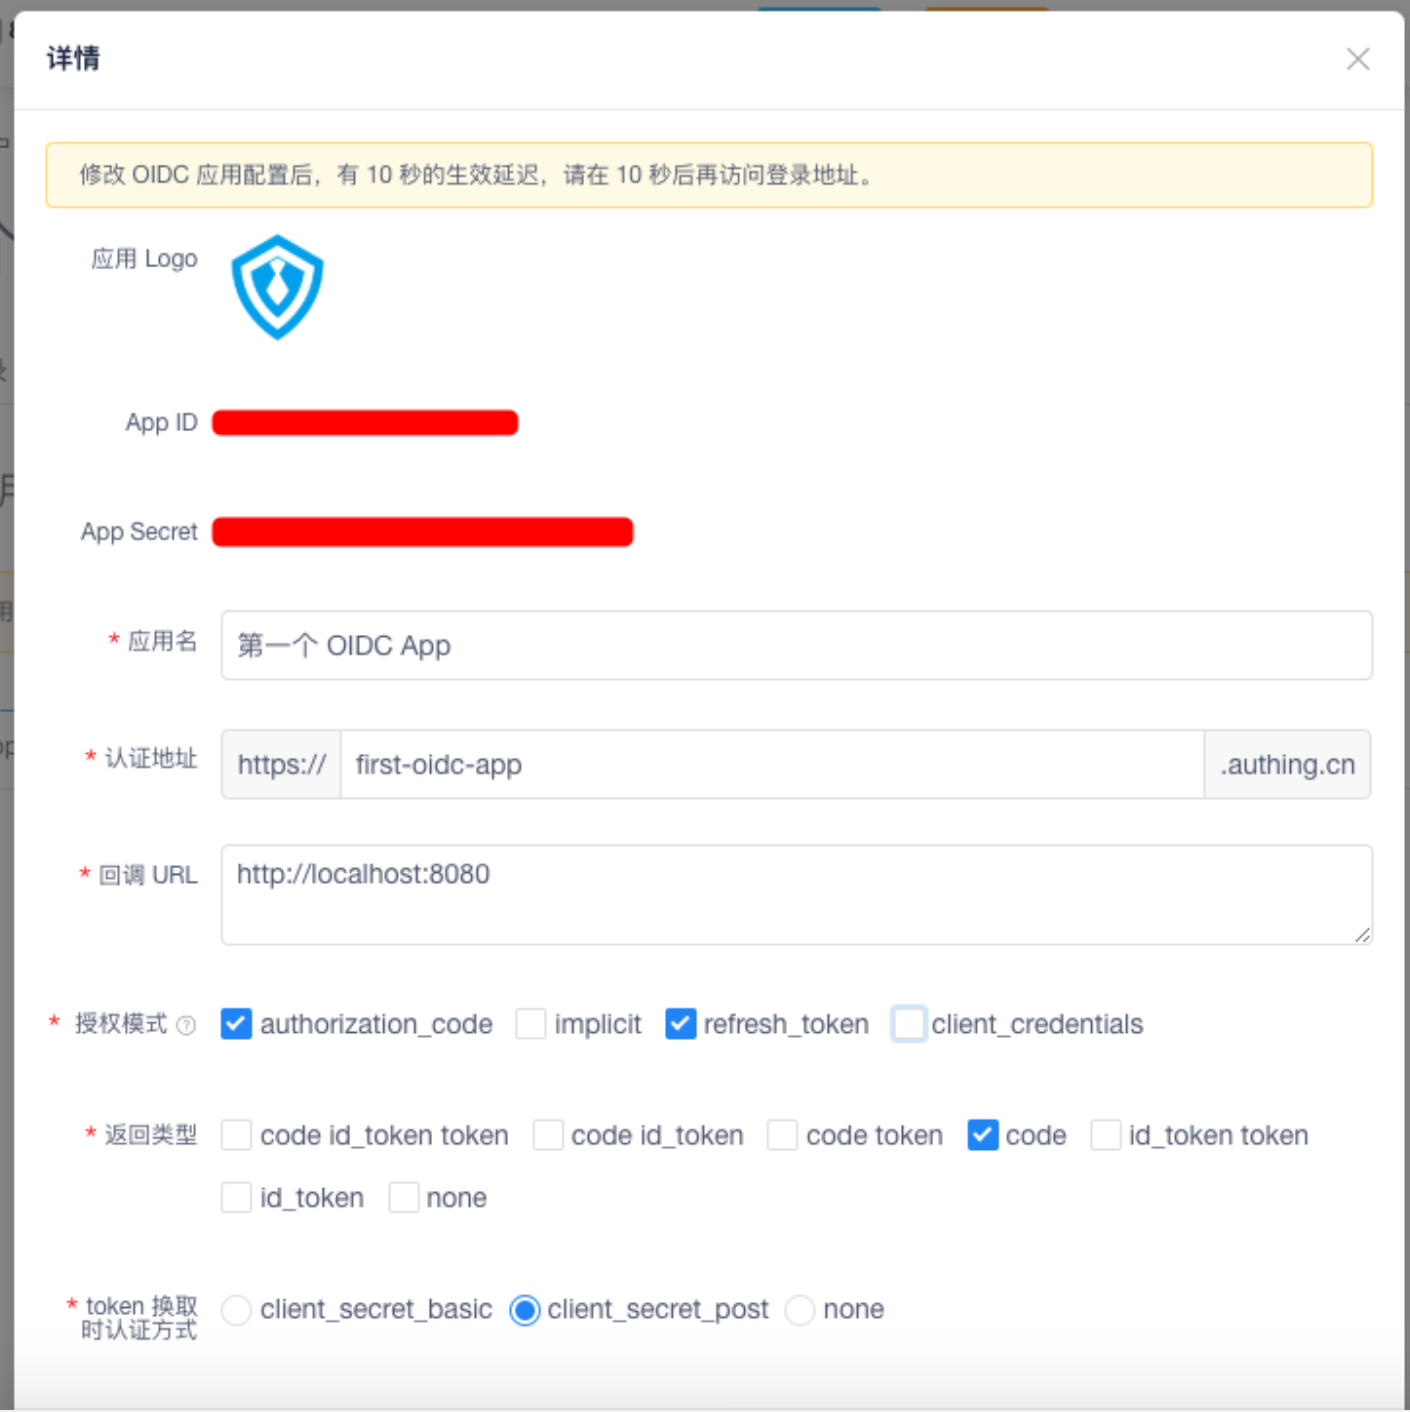 详情
修改 OIDC 应用配置后，有 10 秒的生效延迟，请在 10 秒后再访问登录地址。
应用 Logo
App ID
App Secret
* 应用名 第一个 OIDC App
* 认证地址 https:// first-oidc-app .authing.cn
* 回调 URL http://localhost:8080
* 授权模式 ? authorization_code implicit refresh_token client_credentials
* 返回类型 code id_token token code id_token code token code id_token token
id_token none
* token 换取
时认证方式 client_secret_basic client_secret_post none